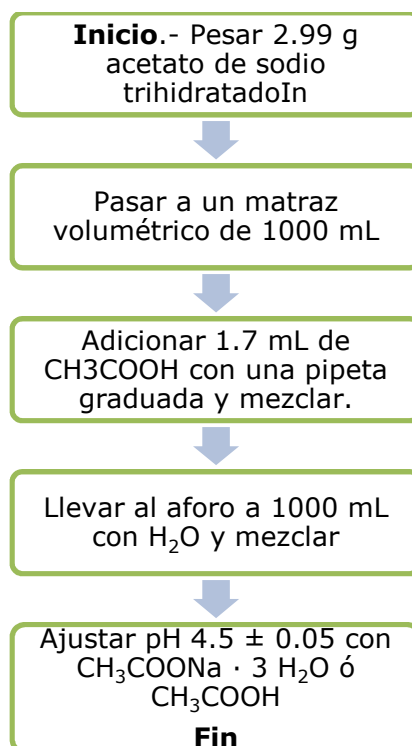 Inicio.- Pesar 2.99 g
acetato de sodio
trihidratadoIn
Pasar a un matraz
volumétrico de 1000 mL
Adicionar 1.7 mL de
CH3COOH con una pipeta
graduada y mezclar.
Llevar al aforo a 1000 mL
con H₂O y mezclar
Ajustar pH 4.5 ± 0.05 con
CH₃COONa · 3 H₂O ó
CH₃COOH
Fin